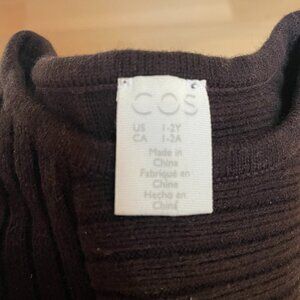 COS
US 1-2Y
CA 1-2A
Made in
China
Fabriqué en
Chine
Hecho en
China